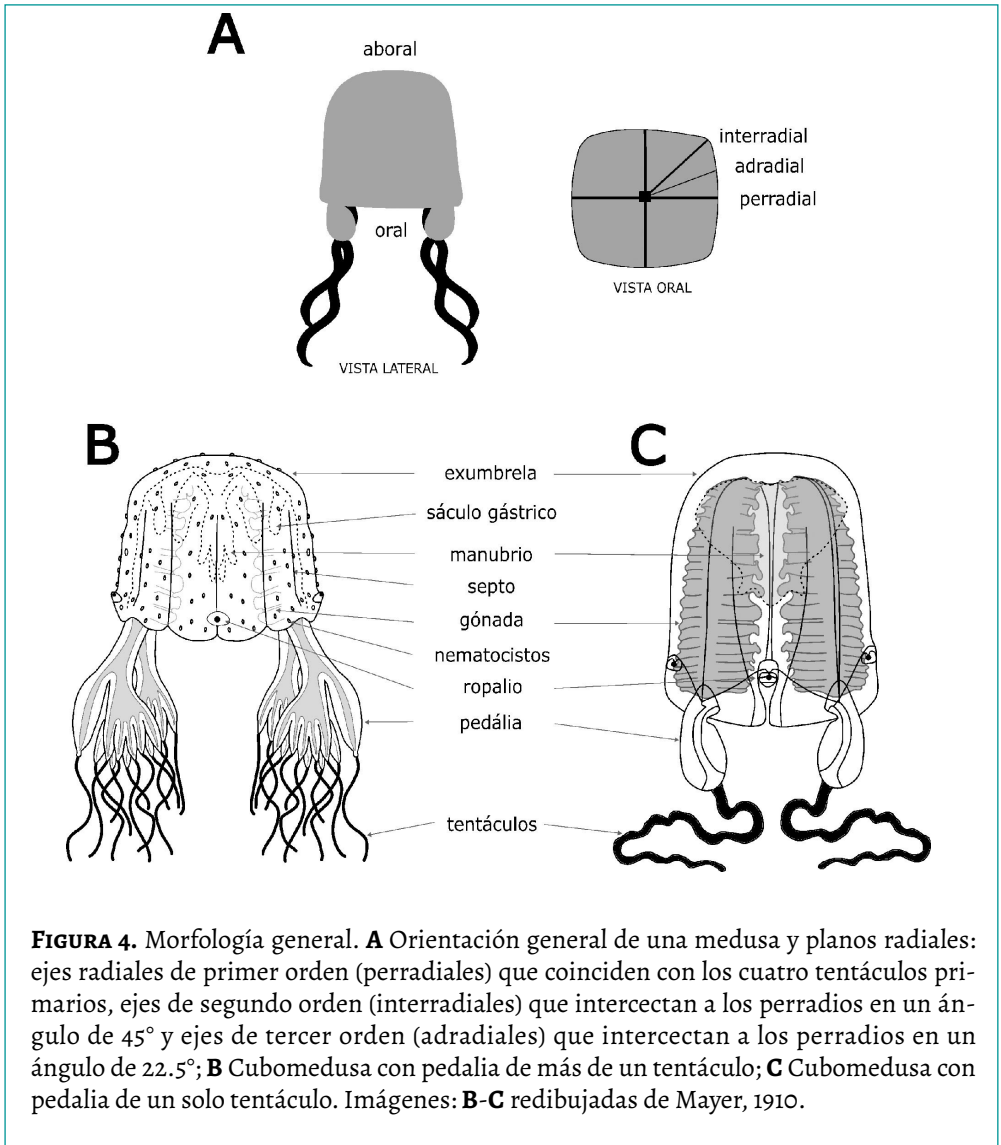 A
aboral
oral
VISTA LATERAL
interradial
adradial
perradial
VISTA ORAL
B
C
exumbrela
sáculo gástrico
manubrio
septo
gónada
nematocistos
ropalio
pedália
tentáculos
FIGURA 4. Morfología general. A Orientación general de una medusa y planos radiales:
ejes radiales de primer orden (perradiales) que coinciden con los cuatro tentáculos pri-
marios, ejes de segundo orden (interradiales) que intercectan a los perradios en un án-
gulo de 45° y ejes de tercer orden (adradiales) que intercectan a los perradios en un
ángulo de 22.5°; B Cubomedusa con pedalia de más de un tentáculo; C Cubomedusa con
pedalia de un solo tentáculo. Imágenes: B-C redibujadas de Mayer, 1910.